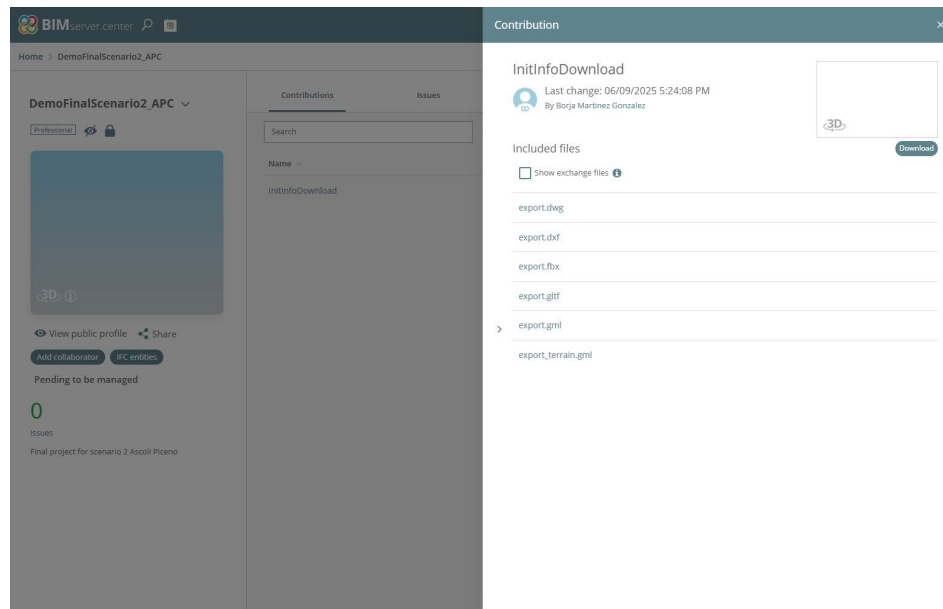 BIMserver.center
Home > DemoFinalScenario2_APC
DemoFinalScenario2_APC
Professional
3D
View public profile
Share
Add collaborator
IFC entities
Pending to be managed
0
Issues
Final project for scenario 2 Ascoli Piceno
Contributions
Issues
Search
Name
InitInfoDownload
Contribution
InitInfoDownload
Last change: 06/09/2025 5:24:08 PM
By Borja Martinez Gonzalez
3D
Included files
Download
Show exchange files
export.dwg
export.dxf
export.fbx
export.gltf
export.gml
export_terrain.gml